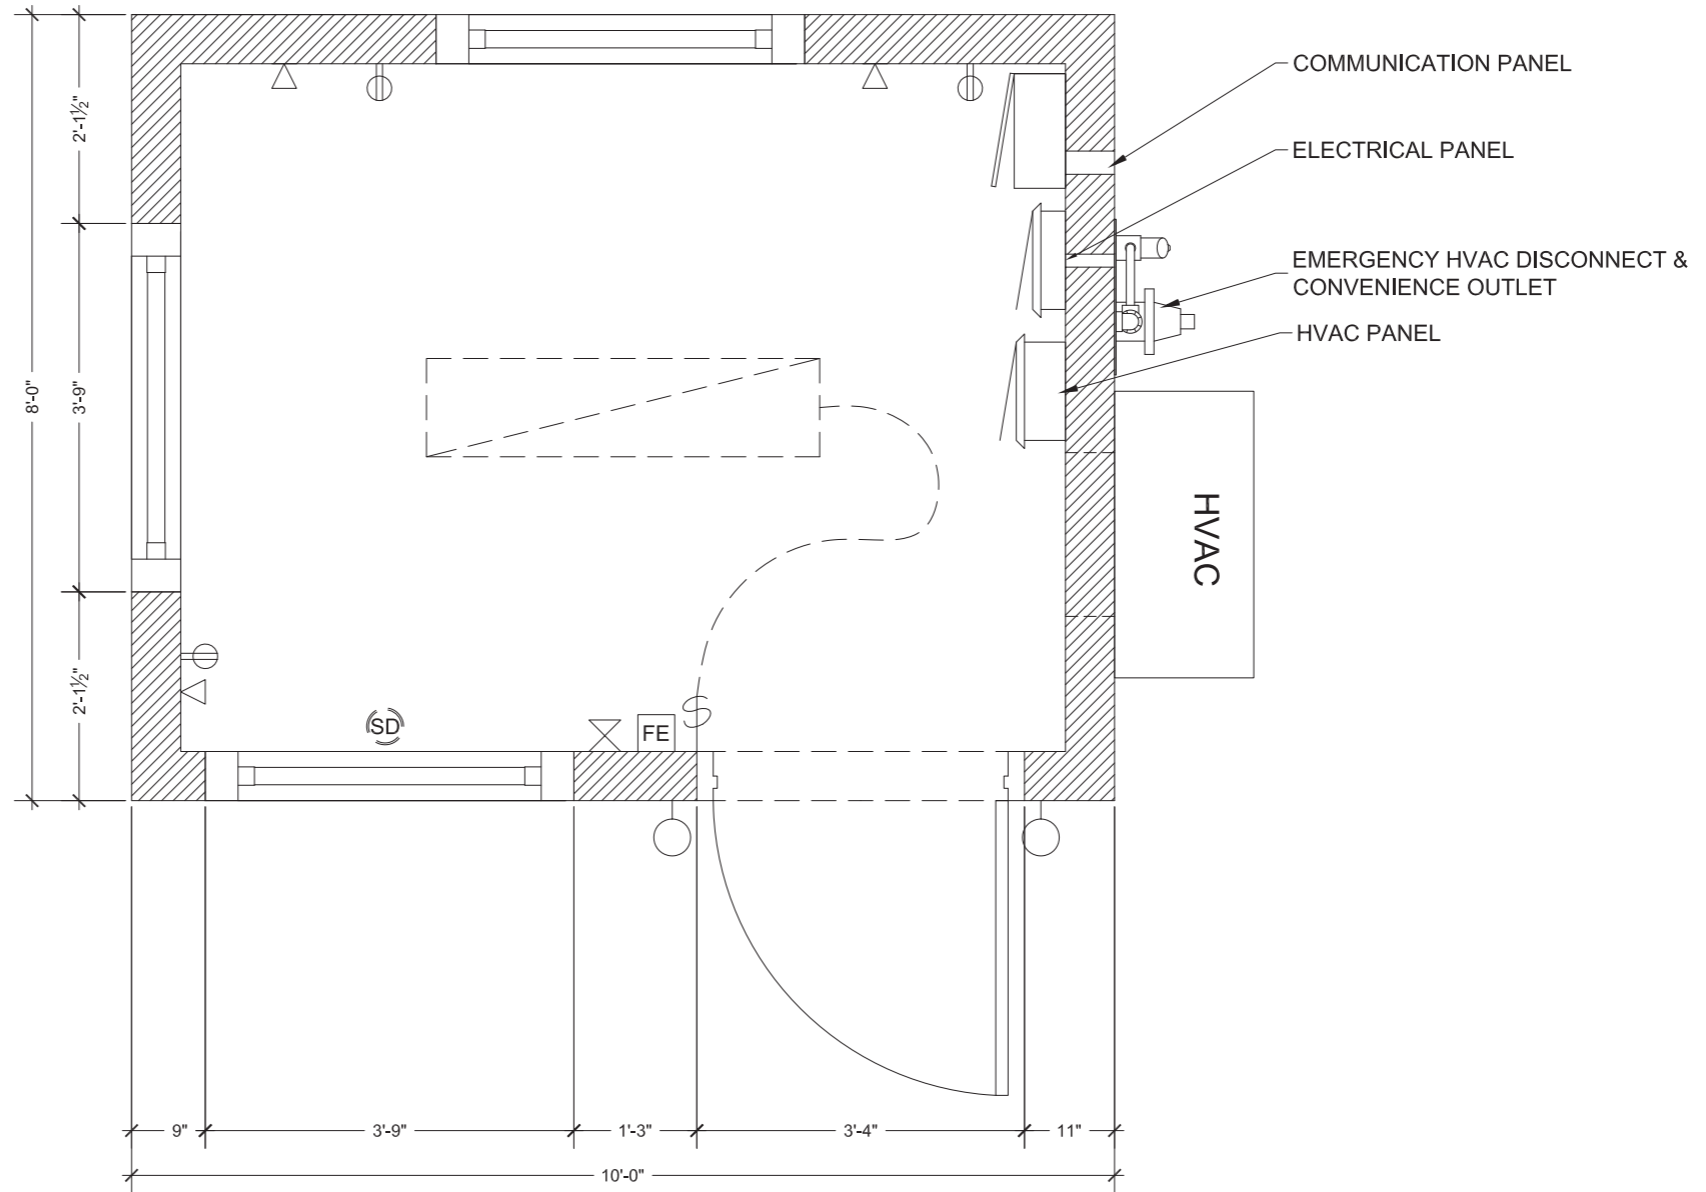 COMMUNICATION PANEL
2'-1½"
ELECTRICAL PANEL
EMERGENCY HVAC DISCONNECT &
CONVENIENCE OUTLET
HVAC PANEL
8'-0"
3'-9"
HVAC
2'-1½"
SD
FE
S
9"
3'-9"
1'-3"
3'-4"
11"
10'-0"